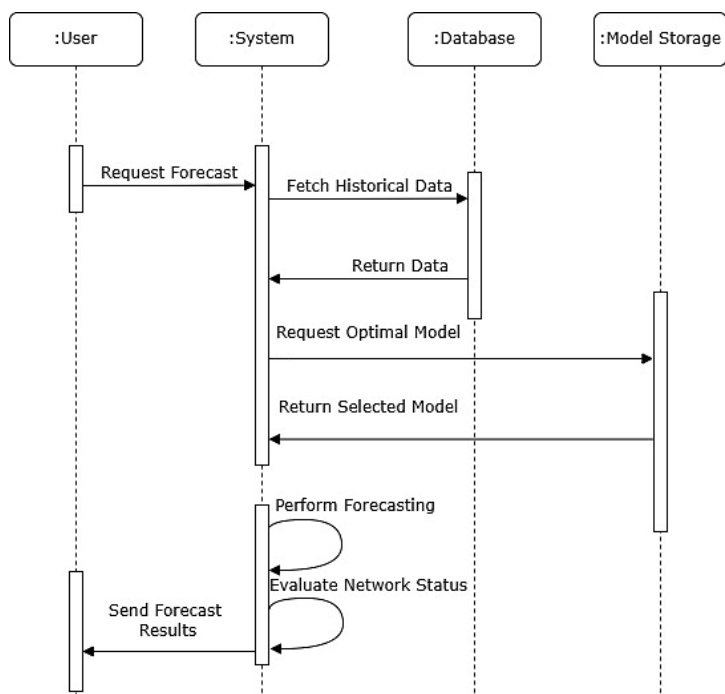 :User
:System
:Database
:Model Storage
Request Forecast
Fetch Historical Data
Return Data
Request Optimal Model
Return Selected Model
Perform Forecasting
Evaluate Network Status
Send Forecast
Results